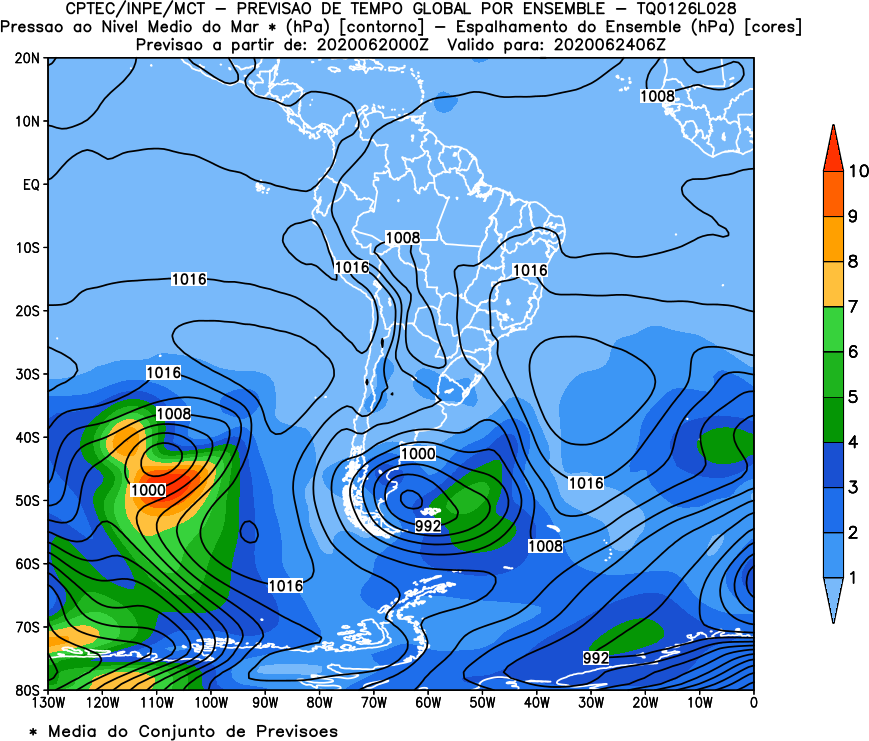 CPTEC/INPE/MCT – PREVISAO DE TEMPO GLOBAL POR ENSEMBLE – TQ0126L028
Pressao ao Nivel Medio do Mar * (hPa) [contorno] – Espalhamento do Ensemble (hPa) [cores]
Previsao a partir de: 2020062000Z Valido para: 2020062406Z
20N
1008
10N
EQ
1008
10S
1016
1016
1016
20S
30S
1016
1008
40S
1000
1016
1000
50S
992
1008
60S
1016
70S
992
80S
130W 120W 110W 100W 90W 80W 70W 60W 50W 40W 30W 20W 10W 0
10
9
8
7
6
5
4
3
2
1
* Media do Conjunto de Previsoes